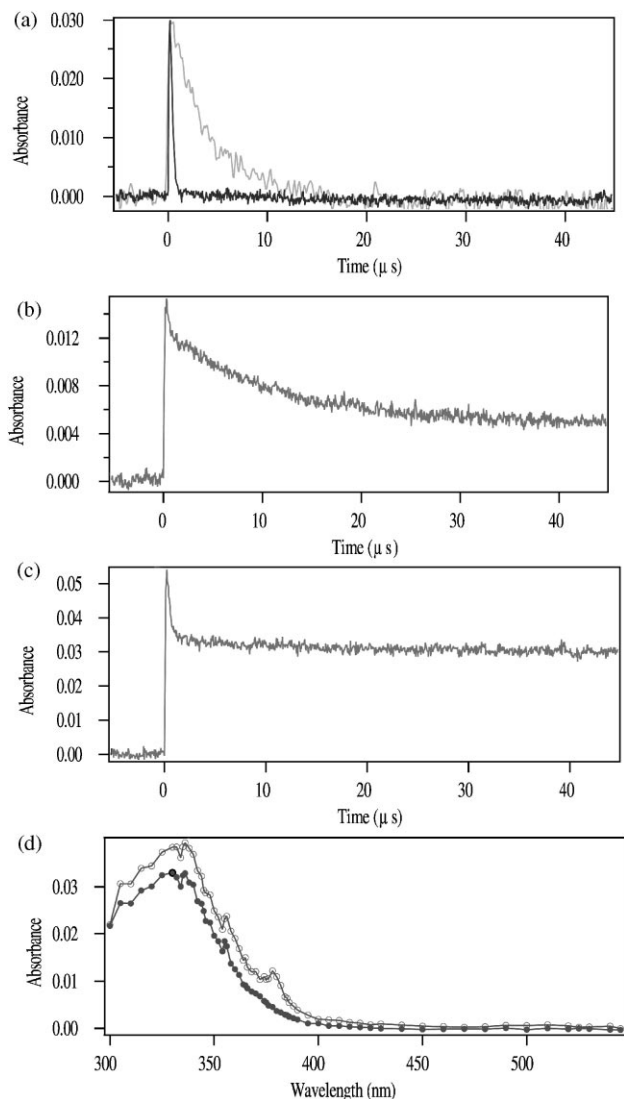 (a)
0.030
0.020
0.010
0.000
Absorbance
0 10 20 30 40
Time (µ s)
(b)
0.012
0.008
0.004
0.000
Absorbance
0 10 20 30 40
Time (µ s)
(c)
0.05
0.04
0.03
0.02
0.01
0.00
Absorbance
0 10 20 30 40
Time (µ s)
(d)
0.03
0.02
0.01
0.00
Absorbance
300 350 400 450 500
Wavelength (nm)